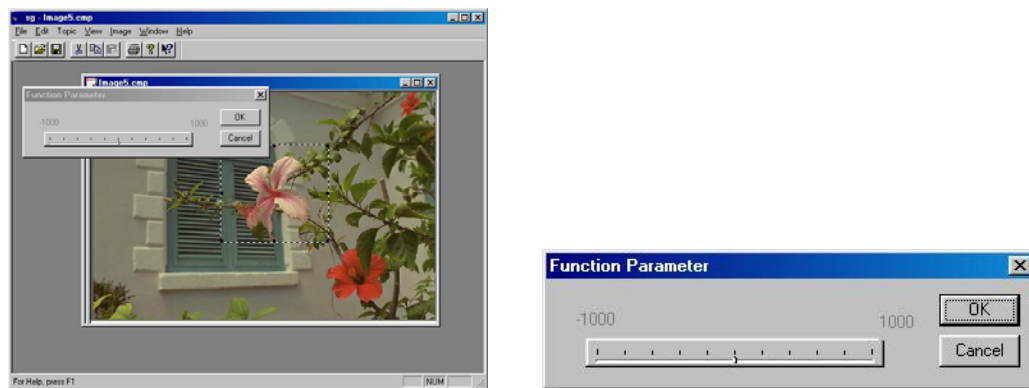 sg - Image5.cmp
File Edit Topic View Image Window Help
Image5.cmp
Function Parameter
-1000 1000
OK
Cancel
For Help, press F1
NUM
Function Parameter
-1000 1000
OK
Cancel